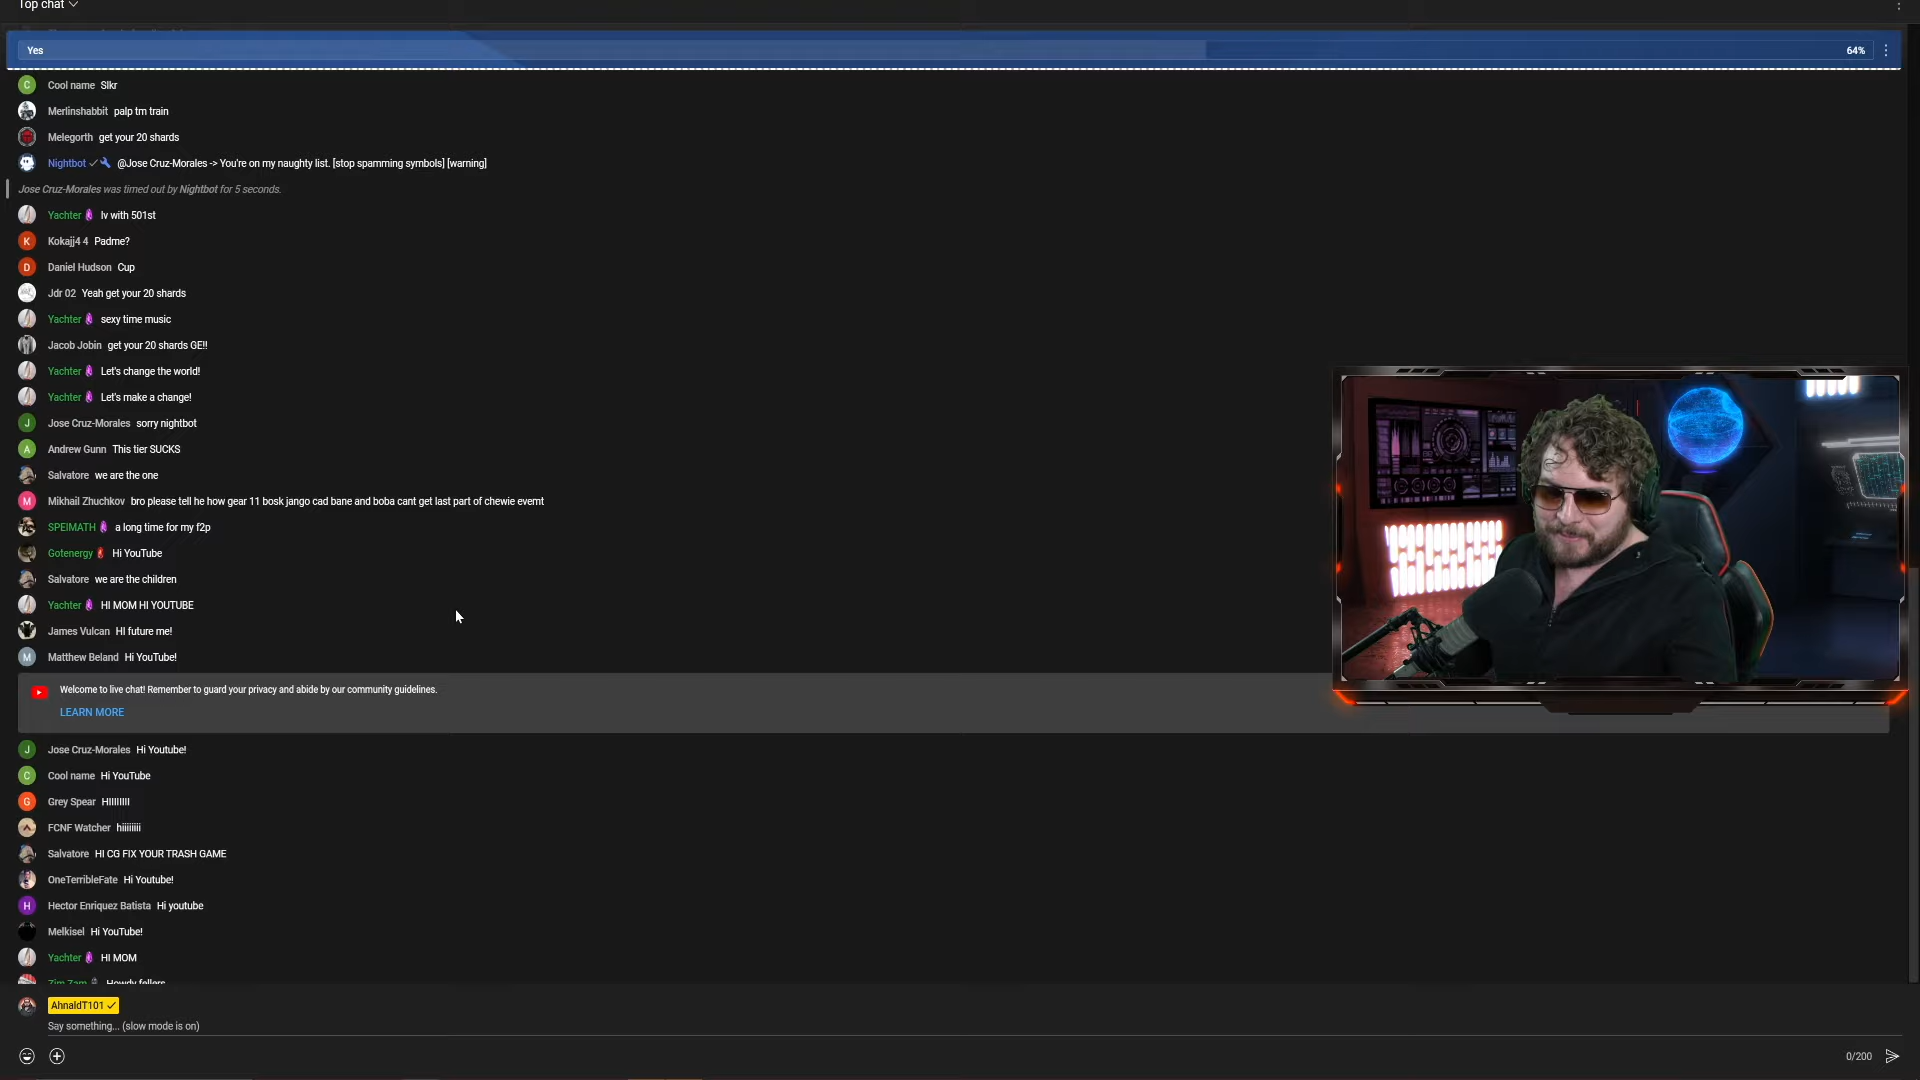 Top chat
Yes 64%
C Cool name Slkr
Merlinshabbit palp tm train
Melegorth get your 20 shards
Nightbot @Jose Cruz-Morales -> You're on my naughty list. [stop spamming symbols] [warning]
Jose Cruz-Morales was timed out by Nightbot for 5 seconds.
Yachter lv with 501st
K Kokajj4 4 Padme?
D Daniel Hudson Cup
Jdr 02 Yeah get your 20 shards
Yachter sexy time music
Jacob Jobin get your 20 shards GE!!
Yachter Let's change the world!
Yachter Let's make a change!
J Jose Cruz-Morales sorry nightbot
A Andrew Gunn This tier SUCKS
Salvatore we are the one
M Mikhail Zhuchkov bro please tell he how gear 11 bosk jango cad bane and boba cant get last part of chewie evemt
SPEIMATH a long time for my f2p
Gotenergy Hi YouTube
Salvatore we are the children
Yachter HI MOM HI YOUTUBE
James Vulcan HI future me!
M Matthew Beland Hi YouTube!
Welcome to live chat! Remember to guard your privacy and abide by our community guidelines.
LEARN MORE
J Jose Cruz-Morales Hi Youtube!
C Cool name Hi YouTube
G Grey Spear HIIIIIIII
FCNF Watcher hiiiiiiii
Salvatore HI CG FIX YOUR TRASH GAME
OneTerribleFate Hi Youtube!
H Hector Enriquez Batista Hi youtube
Melkisel Hi YouTube!
Yachter HI MOM
Zim Zam Howdy fellers
AhnaldT101
Say something... (slow mode is on)
0/200